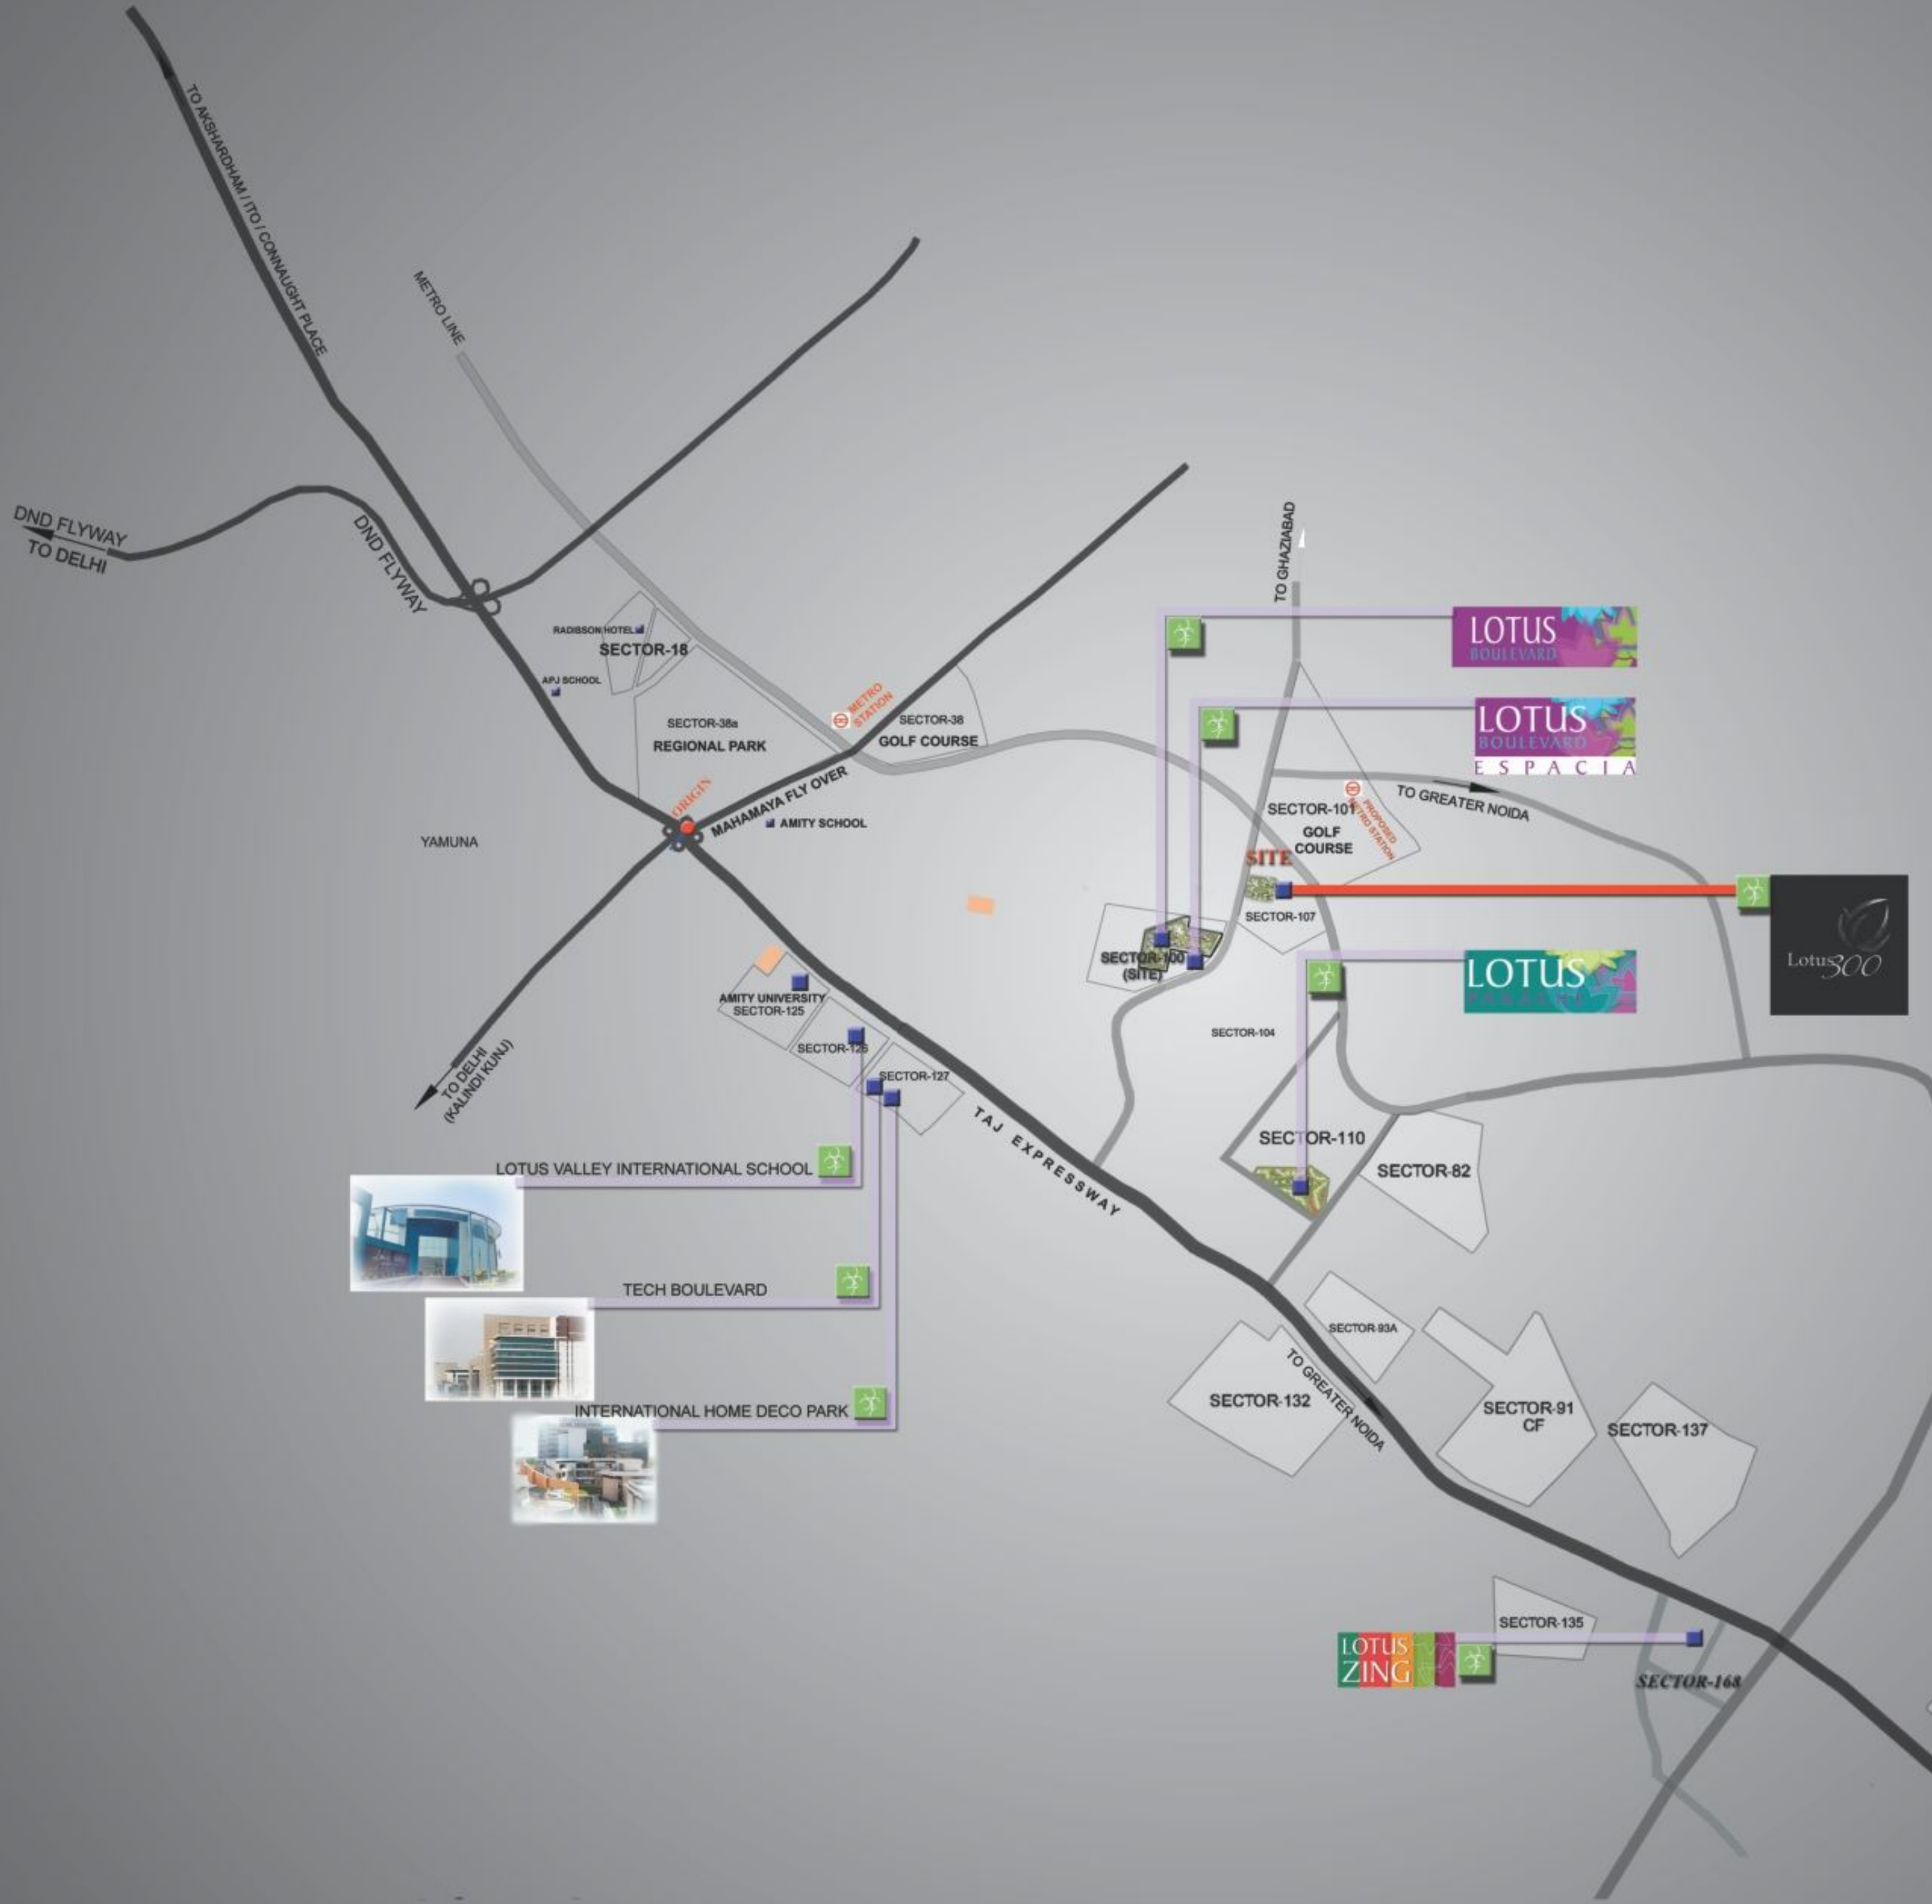 TO AKSHARDHAM / ITO / CONNAUGHT PLACE
METRO LINE
DND FLYWAY
TO DELHI
DND FLYWAY
TO GHAZIABAD
RADISSON HOTEL
SECTOR-18
APJ SCHOOL
SECTOR-38a
REGIONAL PARK
METRO
STATION
SECTOR-38
GOLF COURSE
ORIGIN
MAHAMAYA FLY OVER
AMITY SCHOOL
YAMUNA
LOTUS
BOULEVARD
LOTUS
BOULEVARD
ESPACIA
TO GREATER NOIDA
SECTOR-101
GOLF
COURSE
PROPOSED
METRO STATION
SITE
SECTOR-107
SECTOR-100
(SITE)
Lotus300
LOTUS
PANACHE
SECTOR-104
AMITY UNIVERSITY
SECTOR-125
SECTOR-126
SECTOR-127
TO DELHI
(KALINDI KUNJ)
TAJ EXPRESSWAY
SECTOR-110
SECTOR-82
LOTUS VALLEY INTERNATIONAL SCHOOL
TECH BOULEVARD
INTERNATIONAL HOME DECO PARK
SECTOR-93A
TO GREATER NOIDA
SECTOR-132
SECTOR-91
CF
SECTOR-137
SECTOR-135
LOTUS
ZING
SECTOR-168